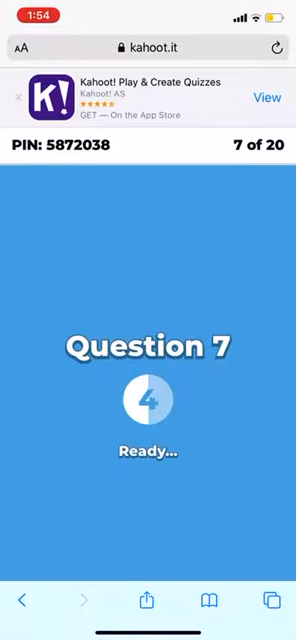 1:54
AA kahoot.it
Kahoot! Play & Create Quizzes
Kahoot! AS
K!
GET — On the App Store
View
PIN: 5872038 7 of 20
Question 7
4
Ready...